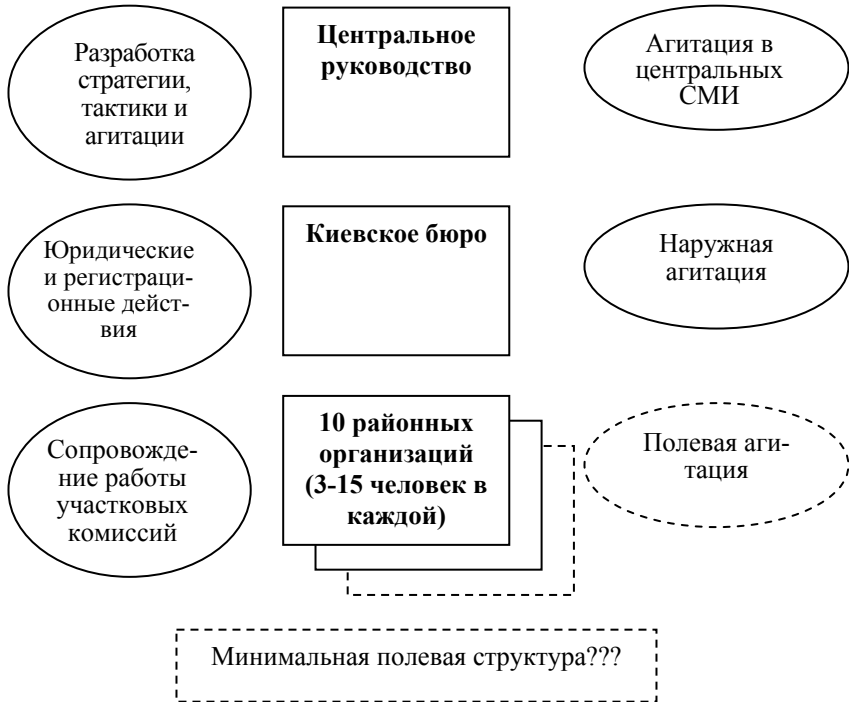 Разработка
стратегии,
тактики и
агитации
Центральное
руководство
Агитация в
центральных
СМИ
Юридические
и регистраци-
онные дейст-
вия
Киевское бюро
Наружная
агитация
Сопровожде-
ние работы
участковых
комиссий
10 районных
организаций
(3-15 человек в
каждой)
Полевая аги-
тация
Минимальная полевая структура???